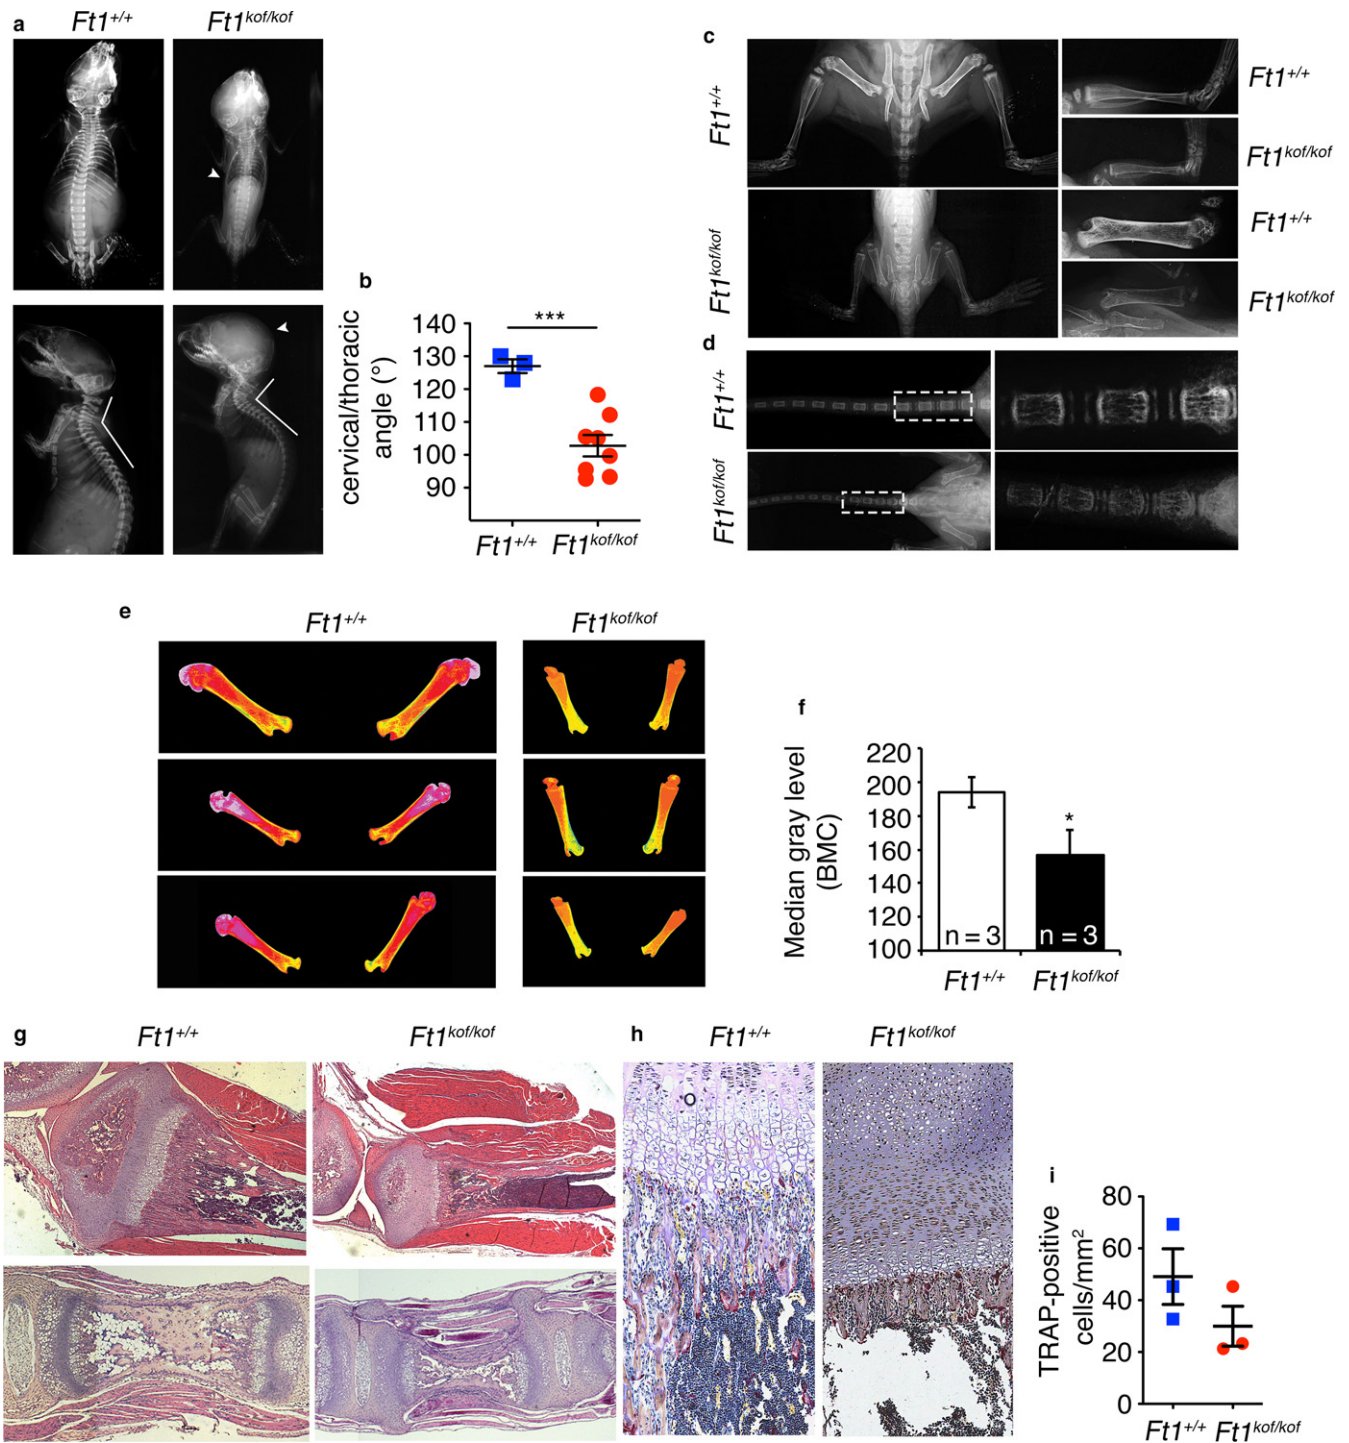 a
Ft1+/+
Ft1kof/kof
b
cervical/thoracic
angle (°)
140
130
120
110
100
90
***
Ft1+/+
Ft1kof/kof
c
Ft1+/+
Ft1kof/kof
Ft1+/+
Ft1kof/kof
Ft1+/+
Ft1kof/kof
d
Ft1+/+
Ft1kof/kof
e
Ft1+/+
Ft1kof/kof
f
Median gray level
(BMC)
220
200
180
160
140
120
100
*
n = 3
n = 3
Ft1+/+
Ft1kof/kof
g
Ft1+/+
Ft1kof/kof
h
Ft1+/+
Ft1kof/kof
i
TRAP-positive
cells/mm²
80
60
40
20
0
Ft1+/+
Ft1kof/kof